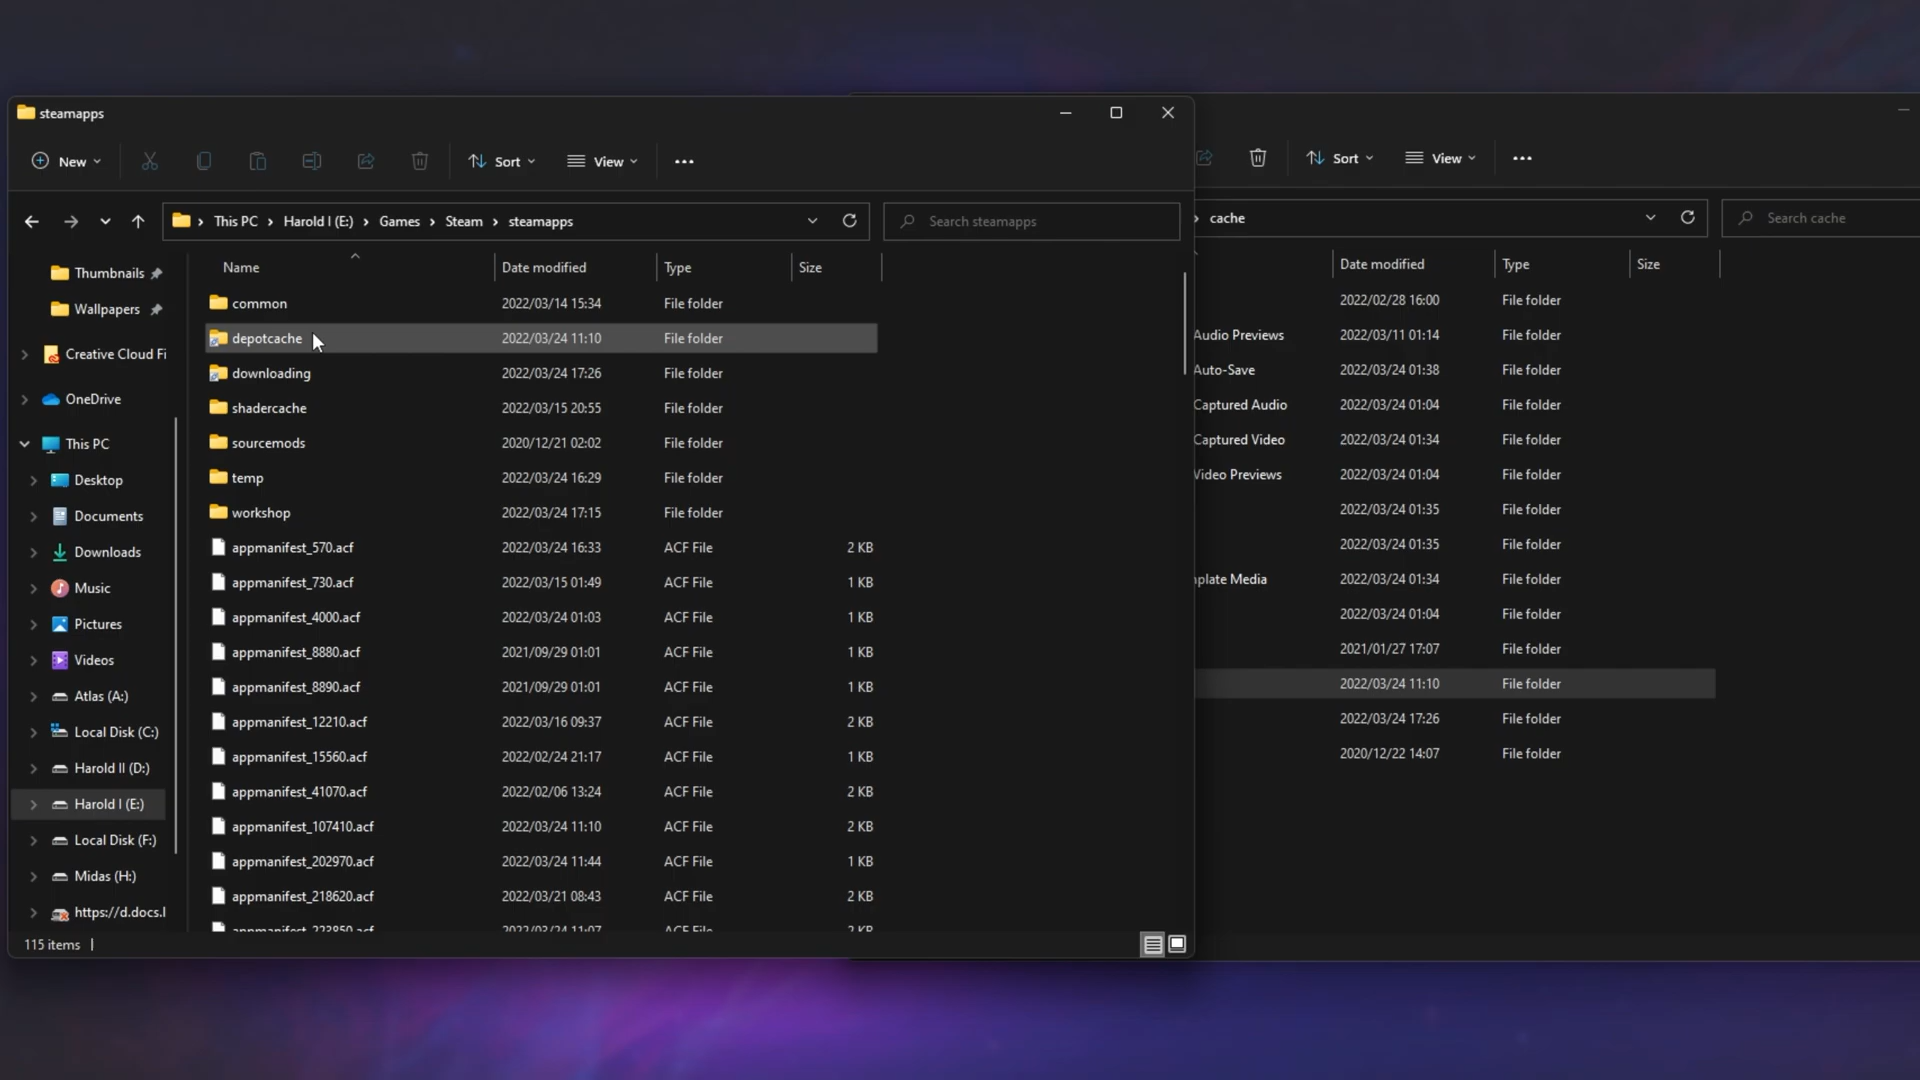 steamapps
New
Sort
View
This PC > Harold I (E:) > Games > Steam > steamapps
Search steamapps
Name
Date modified
Type
Size
Thumbnails
Wallpapers
Creative Cloud Fi
OneDrive
This PC
Desktop
Documents
Downloads
Music
Pictures
Videos
Atlas (A:)
Local Disk (C:)
Harold II (D:)
Harold I (E:)
Local Disk (F:)
Midas (H:)
https://d.docs.l
common 2022/03/14 15:34 File folder
depotcache 2022/03/24 11:10 File folder
downloading 2022/03/24 17:26 File folder
shadercache 2022/03/15 20:55 File folder
sourcemods 2020/12/21 02:02 File folder
temp 2022/03/24 16:29 File folder
workshop 2022/03/24 17:15 File folder
appmanifest_570.acf 2022/03/24 16:33 ACF File 2 KB
appmanifest_730.acf 2022/03/15 01:49 ACF File 1 KB
appmanifest_4000.acf 2022/03/24 01:03 ACF File 1 KB
appmanifest_8880.acf 2021/09/29 01:01 ACF File 1 KB
appmanifest_8890.acf 2021/09/29 01:01 ACF File 1 KB
appmanifest_12210.acf 2022/03/16 09:37 ACF File 2 KB
appmanifest_15560.acf 2022/02/24 21:17 ACF File 1 KB
appmanifest_41070.acf 2022/02/06 13:24 ACF File 2 KB
appmanifest_107410.acf 2022/03/24 11:10 ACF File 2 KB
appmanifest_202970.acf 2022/03/24 11:44 ACF File 1 KB
appmanifest_218620.acf 2022/03/21 08:43 ACF File 2 KB
appmanifest_223850.acf 2022/03/24 11:07 ACF File 2 KB
115 items
Sort
View
> cache
Search cache
Date modified
Type
Size
2022/02/28 16:00 File folder
Audio Previews 2022/03/11 01:14 File folder
Auto-Save 2022/03/24 01:38 File folder
Captured Audio 2022/03/24 01:04 File folder
Captured Video 2022/03/24 01:34 File folder
Video Previews 2022/03/24 01:04 File folder
2022/03/24 01:35 File folder
2022/03/24 01:35 File folder
nplate Media 2022/03/24 01:34 File folder
2022/03/24 01:04 File folder
2021/01/27 17:07 File folder
2022/03/24 11:10 File folder
2022/03/24 17:26 File folder
2020/12/22 14:07 File folder